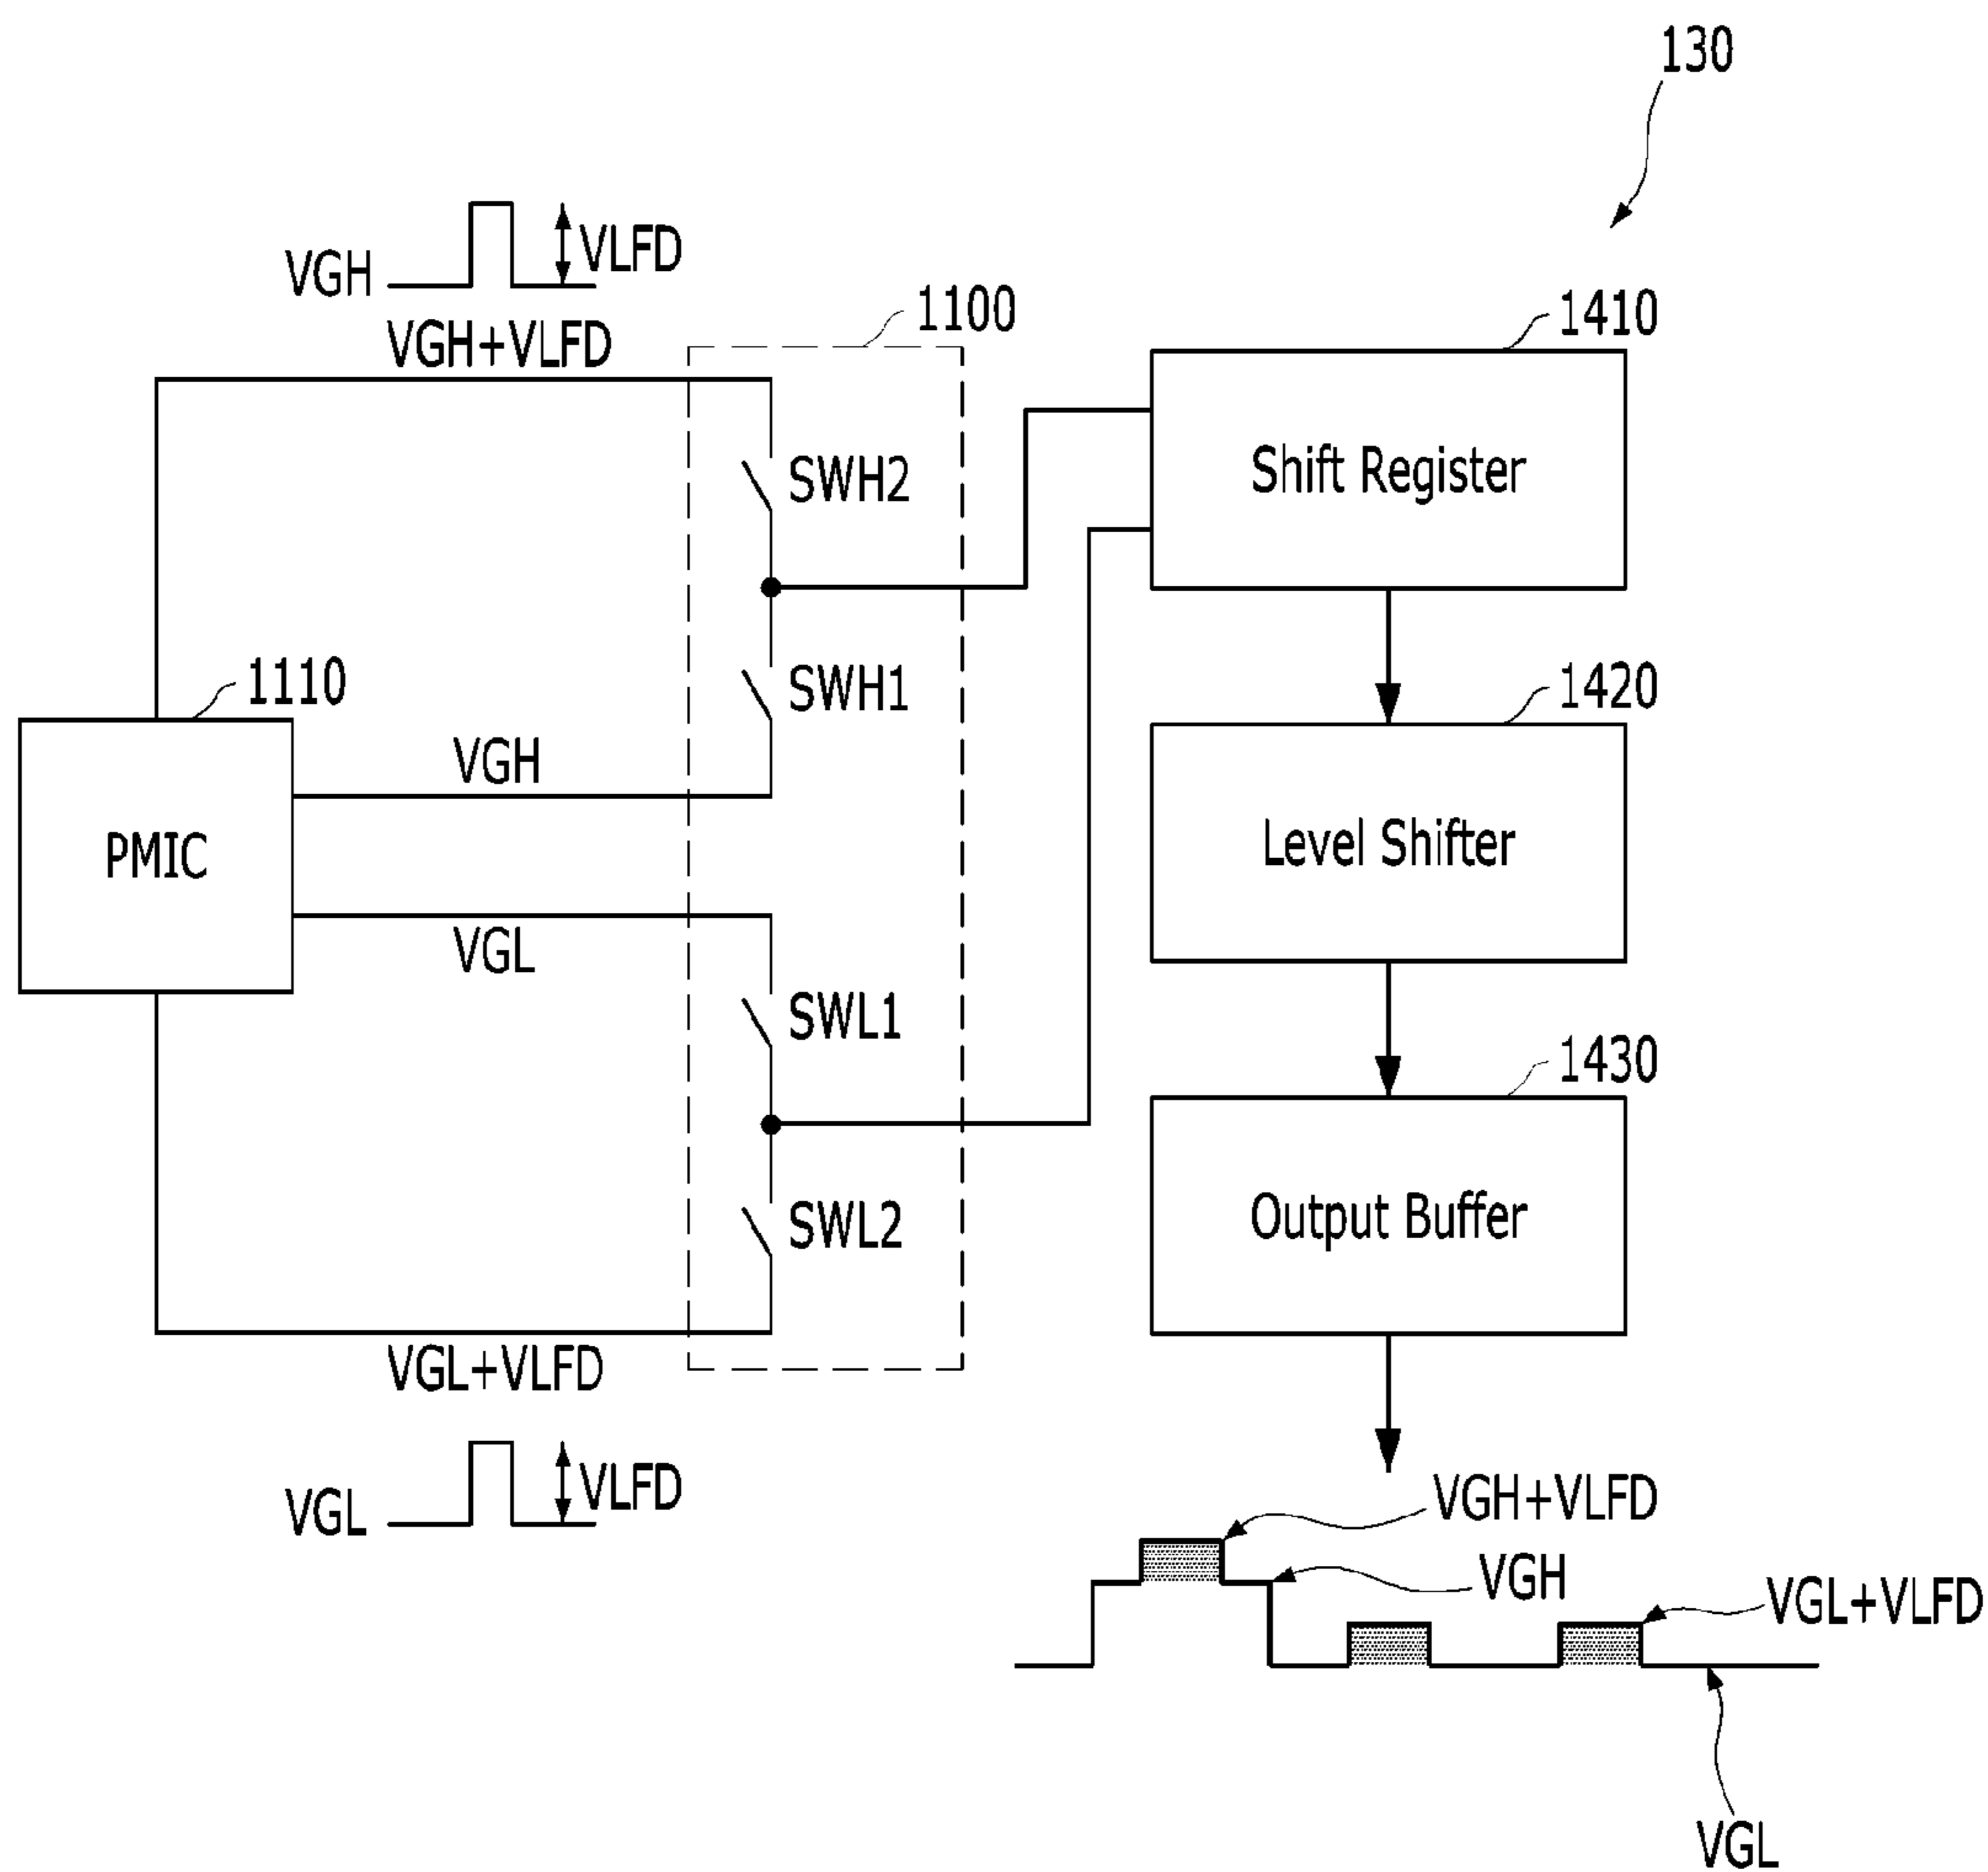 130
VGH
VLFD
VGH+VLFD
1100
1410
Shift Register
SWH2
1110
SWH1
1420
VGH
PMIC
Level Shifter
VGL
SWL1
1430
SWL2
Output Buffer
VGL+VLFD
VGL
VLFD
VGH+VLFD
VGH
VGL+VLFD
VGL